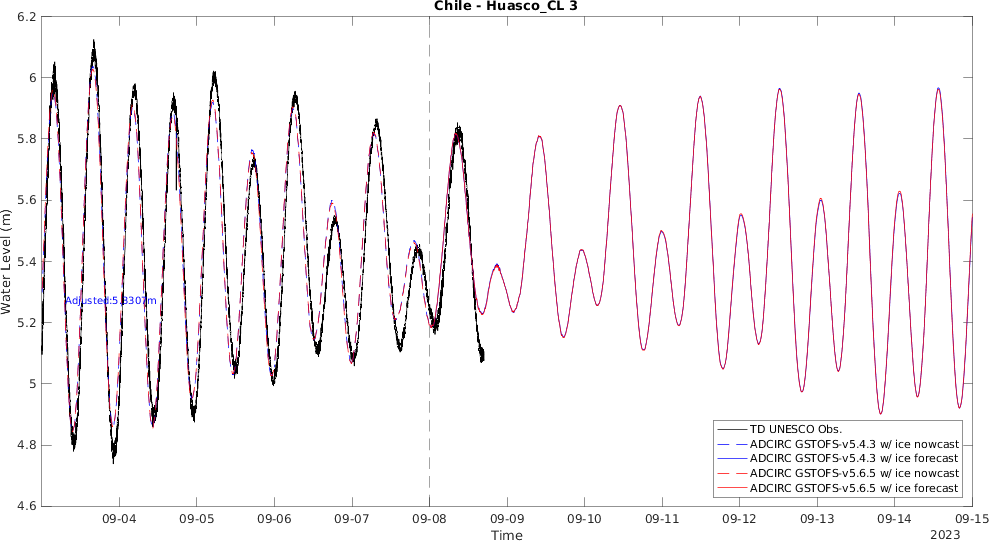 Chile - Huasco_CL 3
6.2
6
5.8
5.6
5.4
5.2
5
4.8
4.6
Water Level (m)
Adjusted:5.3307m
TD UNESCO Obs.
ADCIRC GSTOFS-v5.4.3 w/ ice nowcast
ADCIRC GSTOFS-v5.4.3 w/ ice forecast
ADCIRC GSTOFS-v5.6.5 w/ ice nowcast
ADCIRC GSTOFS-v5.6.5 w/ ice forecast
09-04 09-05 09-06 09-07 09-08 09-09 09-10 09-11 09-12 09-13 09-14 09-15
Time
2023